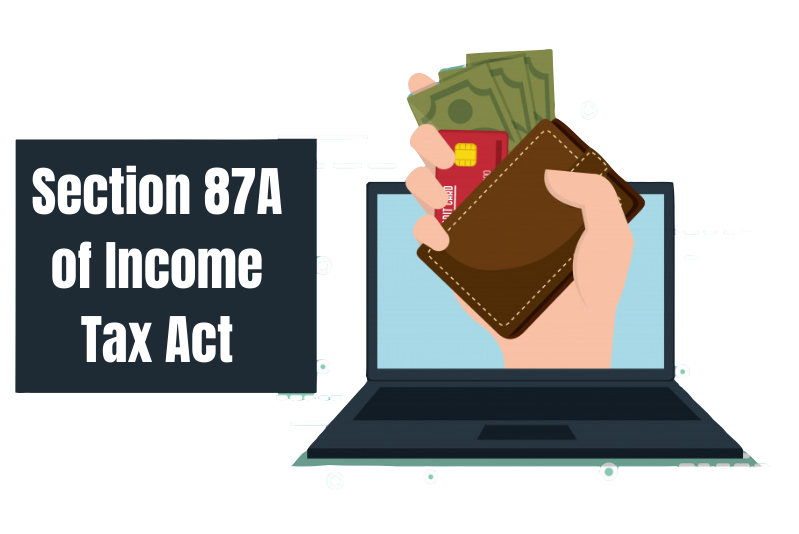 Section 87A
of Income
Tax Act